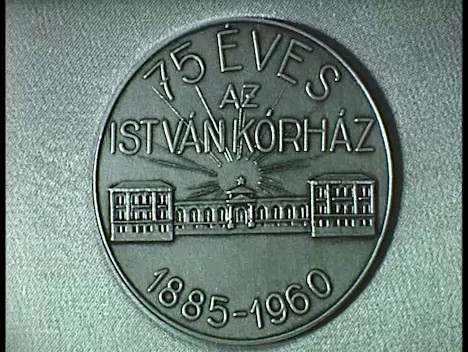 75 ÉVES
AZ
ISTVÁN KÓRHÁZ
1885-1960